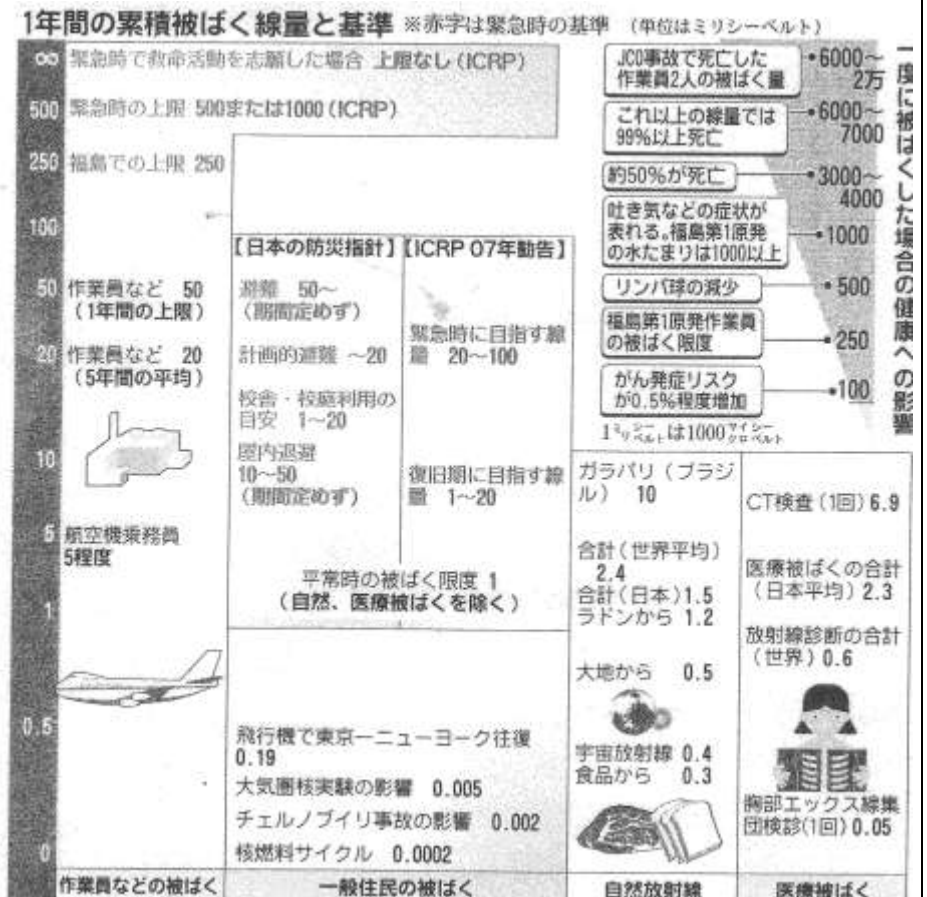 1年間の累積被ばく線量と基準 ※赤字は緊急時の基準 (単位はミリシーベルト)
∞ 緊急時で救命活動を志願した場合 上限なし(ICRP)
500 緊急時の上限 500または1000(ICRP)
250 福島での上限 250
100
50 作業員など 50
(1年間の上限)
20 作業員など 20
(5年間の平均)
10
5 航空機乗務員
5程度
1
0.5
0
作業員などの被ばく
【日本の防災指針】
避難 50〜
(期間定めず)
計画的避難 〜20
校舎・校庭利用の
目安 1〜20
屋内退避
10〜50
(期間定めず)
【ICRP 07年勧告】
緊急時に目指す線
量 20〜100
復旧期に目指す線
量 1〜20
平常時の被ばく限度 1
(自然、医療被ばくを除く)
飛行機で東京ーニューヨーク往復
0.19
大気圏核実験の影響 0.005
チェルノブイリ事故の影響 0.002
核燃料サイクル 0.0002
一般住民の被ばく
一度に被ばくした場合の健康への影響
JCO事故で死亡した
作業員2人の被ばく量
6000〜
2万
これ以上の線量では
99%以上死亡
6000〜
7000
約50%が死亡
3000〜
4000
吐き気などの症状が
表れる。福島第1原発
の水たまりは1000以上
1000
リンパ球の減少
500
福島第1原発作業員
の被ばく限度
250
がん発症リスク
が0.5%程度増加
100
1ミリシーベルトは1000マイクロシーベルト
ガラパリ(ブラジ
ル) 10
合計(世界平均)
2.4
合計(日本)1.5
ラドンから 1.2
大地から 0.5
宇宙放射線 0.4
食品から 0.3
自然放射線
CT検査(1回)6.9
医療被ばくの合計
(日本平均)2.3
放射線診断の合計
(世界)0.6
胸部エックス線集
団検診(1回)0.05
医療被ばく